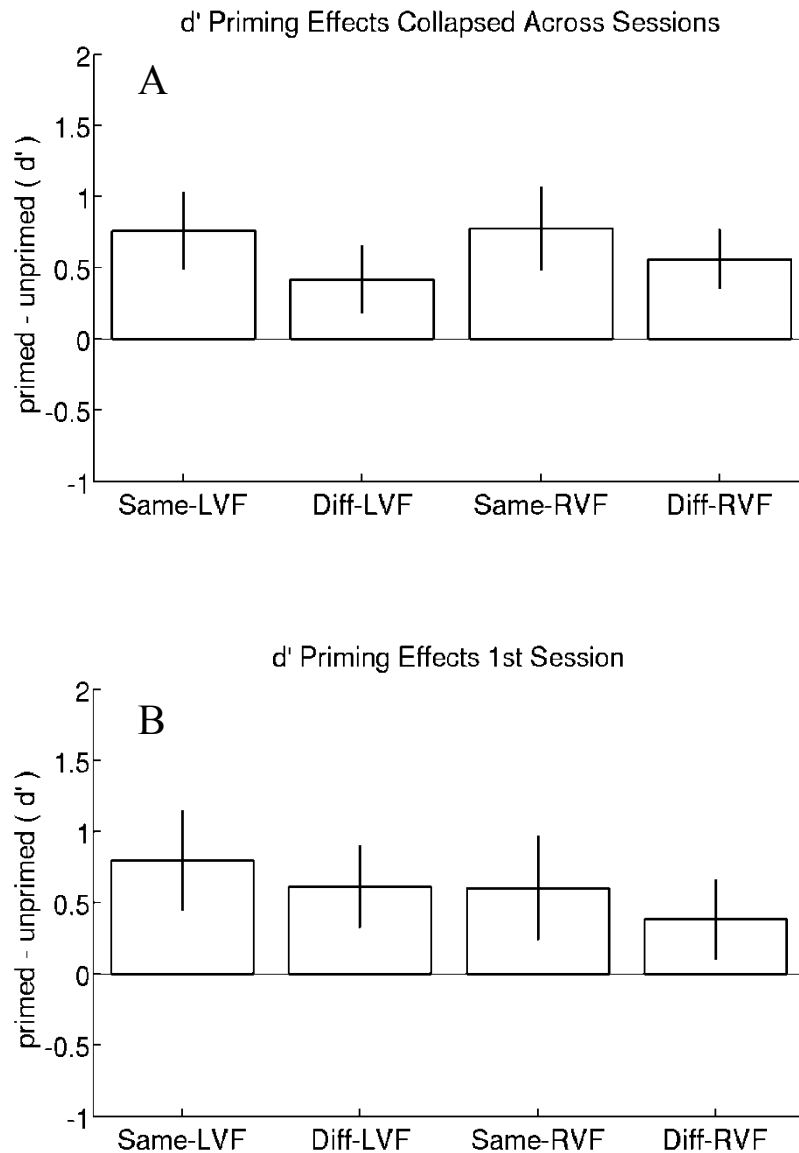 d' Priming Effects Collapsed Across Sessions
A
primed - unprimed ( d' )
2
1.5
1
0.5
0
-0.5
-1
Same-LVF Diff-LVF Same-RVF Diff-RVF
d' Priming Effects 1st Session
B
primed - unprimed ( d' )
2
1.5
1
0.5
0
-0.5
-1
Same-LVF Diff-LVF Same-RVF Diff-RVF